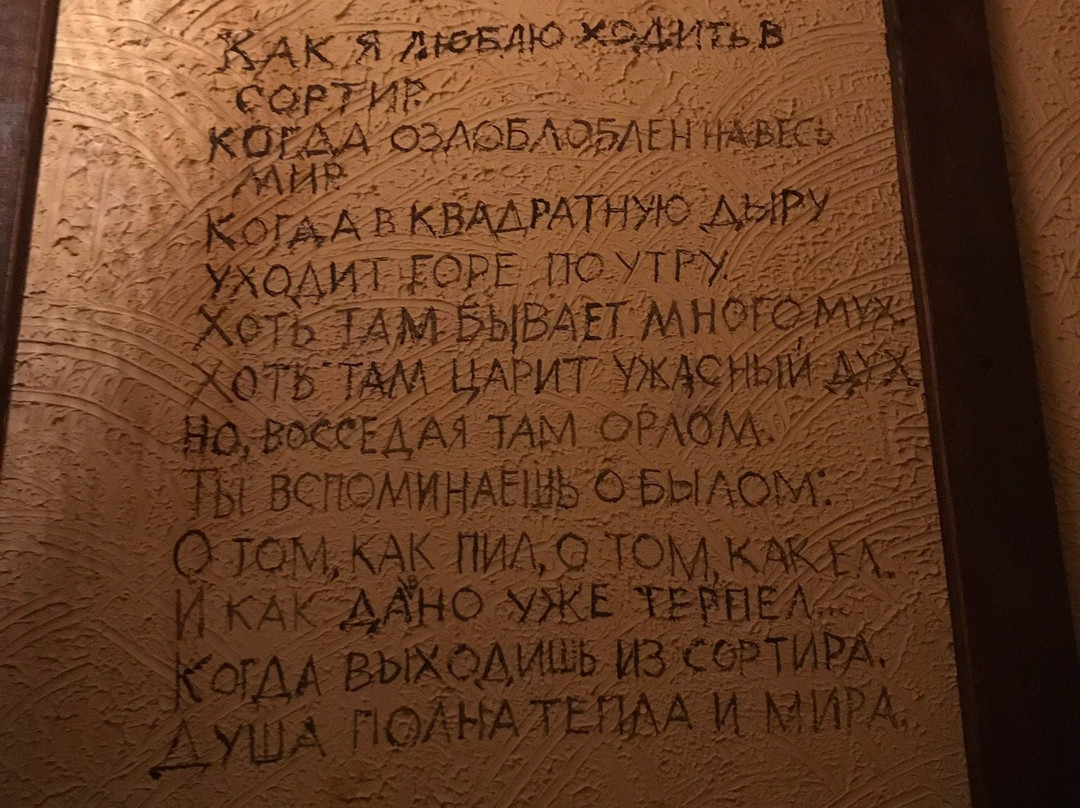 КАК Я ЛЮБЛЮ ХОДИТЬ В
СОРТИР.
КОГДА ОЗЛОБЛОБЛЕН НА ВЕСЬ
МИР.
КОГДА В КВАДРАТНУЮ ДЫРУ
УХОДИТ ГОРЕ ПО УТРУ.
ХОТЬ ТАМ БЫВАЕТ МНОГО МУХ.
ХОТЬ ТАМ ЦАРИТ УЖАСНЫЙ ДУХ.
НО, ВОССЕДАЯ ТАМ ОРЛОМ.
ТЫ ВСПОМИНАЕШЬ О БЫЛОМ:
О ТОМ, КАК ПИЛ, О ТОМ, КАК ЕЛ.
И КАК ДАВНО УЖЕ ТЕРПЕЛ...
КОГДА ВЫХОДИШЬ ИЗ СОРТИРА.
ДУША ПОЛНА ТЕПЛА И МИРА.